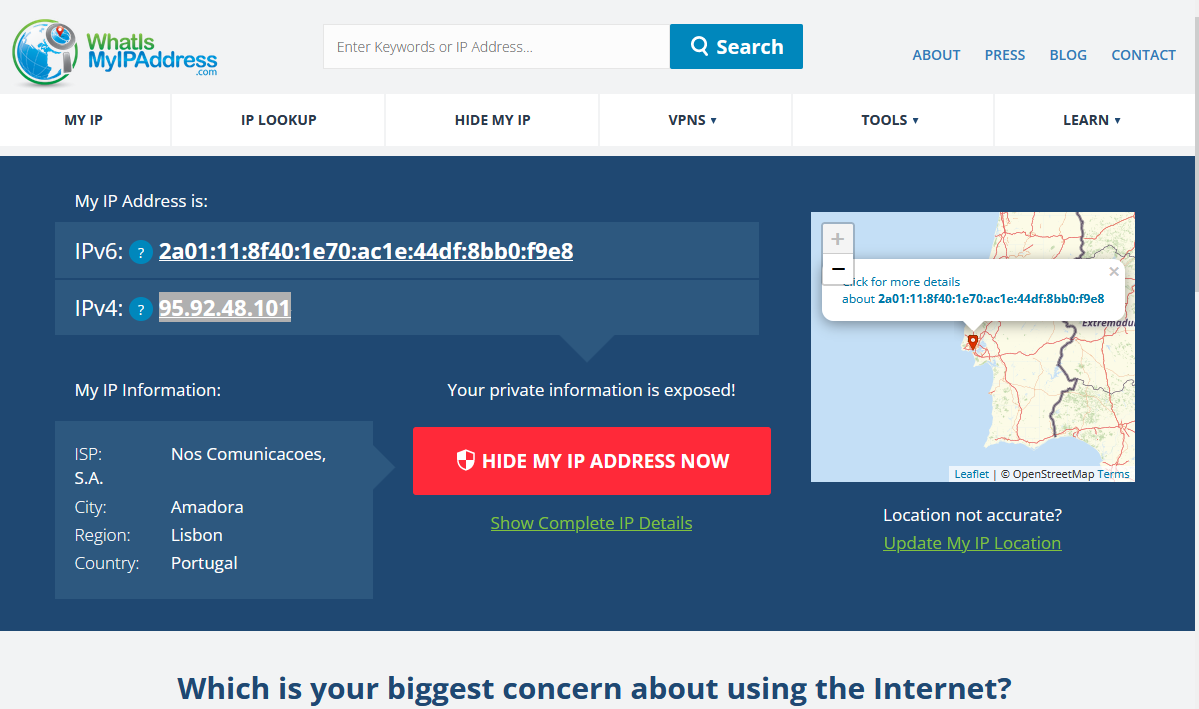 WhatIs
MyIPAddress
.com
Enter Keywords or IP Address...
Search
ABOUT
PRESS
BLOG
CONTACT
MY IP
IP LOOKUP
HIDE MY IP
VPNS ▾
TOOLS ▾
LEARN ▾
My IP Address is:
IPv6: ? 2a01:11:8f40:1e70:ac1e:44df:8bb0:f9e8
IPv4: ? 95.92.48.101
My IP Information:
ISP: Nos Comunicacoes,
S.A.
City: Amadora
Region: Lisbon
Country: Portugal
Your private information is exposed!
HIDE MY IP ADDRESS NOW
Show Complete IP Details
+
−
×
Click for more details
about 2a01:11:8f40:1e70:ac1e:44df:8bb0:f9e8
Leaflet | © OpenStreetMap Terms
Location not accurate?
Update My IP Location
Which is your biggest concern about using the Internet?